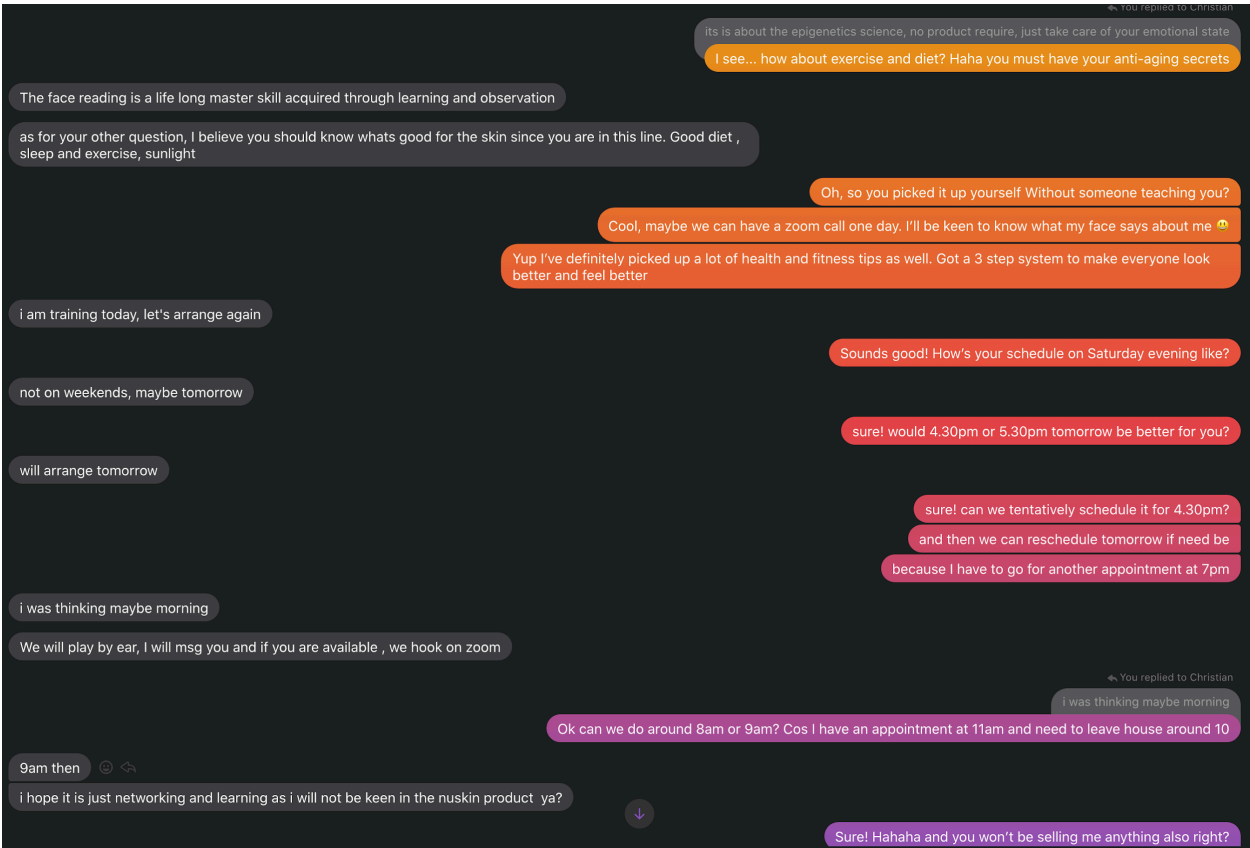 You replied to Christian
its is about the epigenetics science, no product require, just take care of your emotional state
I see... how about exercise and diet? Haha you must have your anti-aging secrets
The face reading is a life long master skill acquired through learning and observation
as for your other question, I believe you should know whats good for the skin since you are in this line. Good diet ,
sleep and exercise, sunlight
Oh, so you picked it up yourself Without someone teaching you?
Cool, maybe we can have a zoom call one day. I'll be keen to know what my face says about me 😃
Yup I've definitely picked up a lot of health and fitness tips as well. Got a 3 step system to make everyone look
better and feel better
i am training today, let's arrange again
Sounds good! How's your schedule on Saturday evening like?
not on weekends, maybe tomorrow
sure! would 4.30pm or 5.30pm tomorrow be better for you?
will arrange tomorrow
sure! can we tentatively schedule it for 4.30pm?
and then we can reschedule tomorrow if need be
because I have to go for another appointment at 7pm
i was thinking maybe morning
We will play by ear, I will msg you and if you are available , we hook on zoom
You replied to Christian
i was thinking maybe morning
Ok can we do around 8am or 9am? Cos I have an appointment at 11am and need to leave house around 10
9am then
i hope it is just networking and learning as i will not be keen in the nuskin product ya?
Sure! Hahaha and you won't be selling me anything also right?